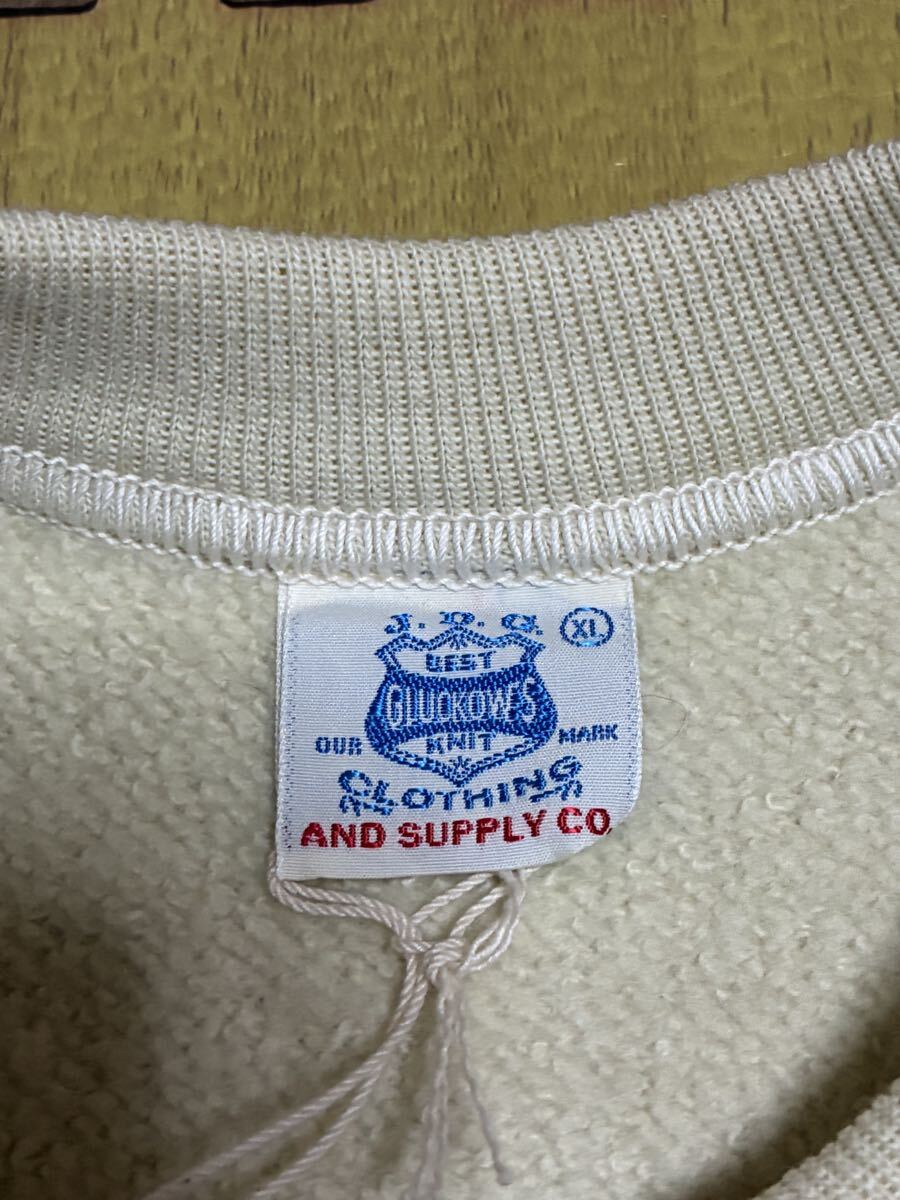 J.D.G.
XL
BEST
GLUCKOW'S
OUR KNIT MARK
CLOTHING
AND SUPPLY CO.